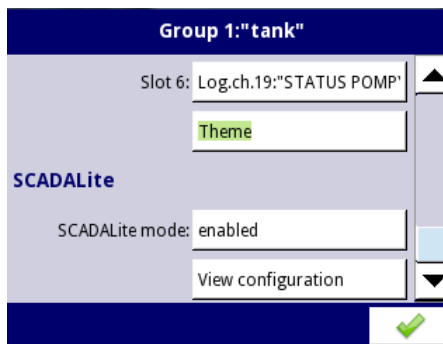 Group 1:"tank"
Slot 6: Log.ch.19:"STATUS POMP"
Theme
SCADALite
SCADALite mode: enabled
View configuration